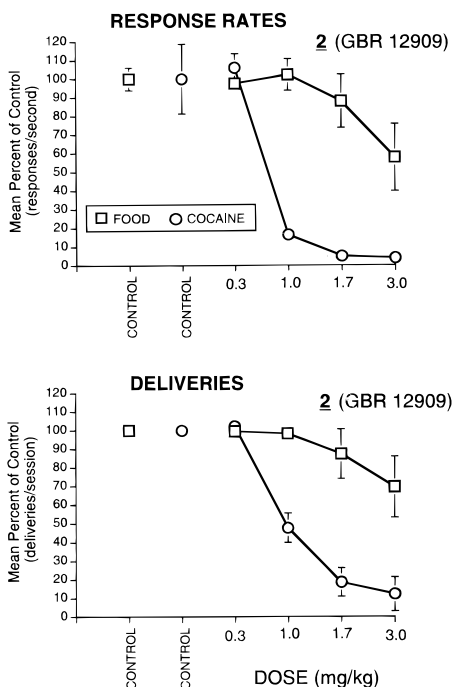 RESPONSE RATES
2 (GBR 12909)
Mean Percent of Control
(responses/second)
120
110
100
90
80
70
60
50
40
30
20
10
0
FOOD COCAINE
CONTROL
CONTROL
0.3
1.0
1.7
3.0
DELIVERIES
2 (GBR 12909)
Mean Percent of Control
(deliveries/session)
120
110
100
90
80
70
60
50
40
30
20
10
0
CONTROL
CONTROL
0.3
1.0
1.7
3.0
DOSE (mg/kg)